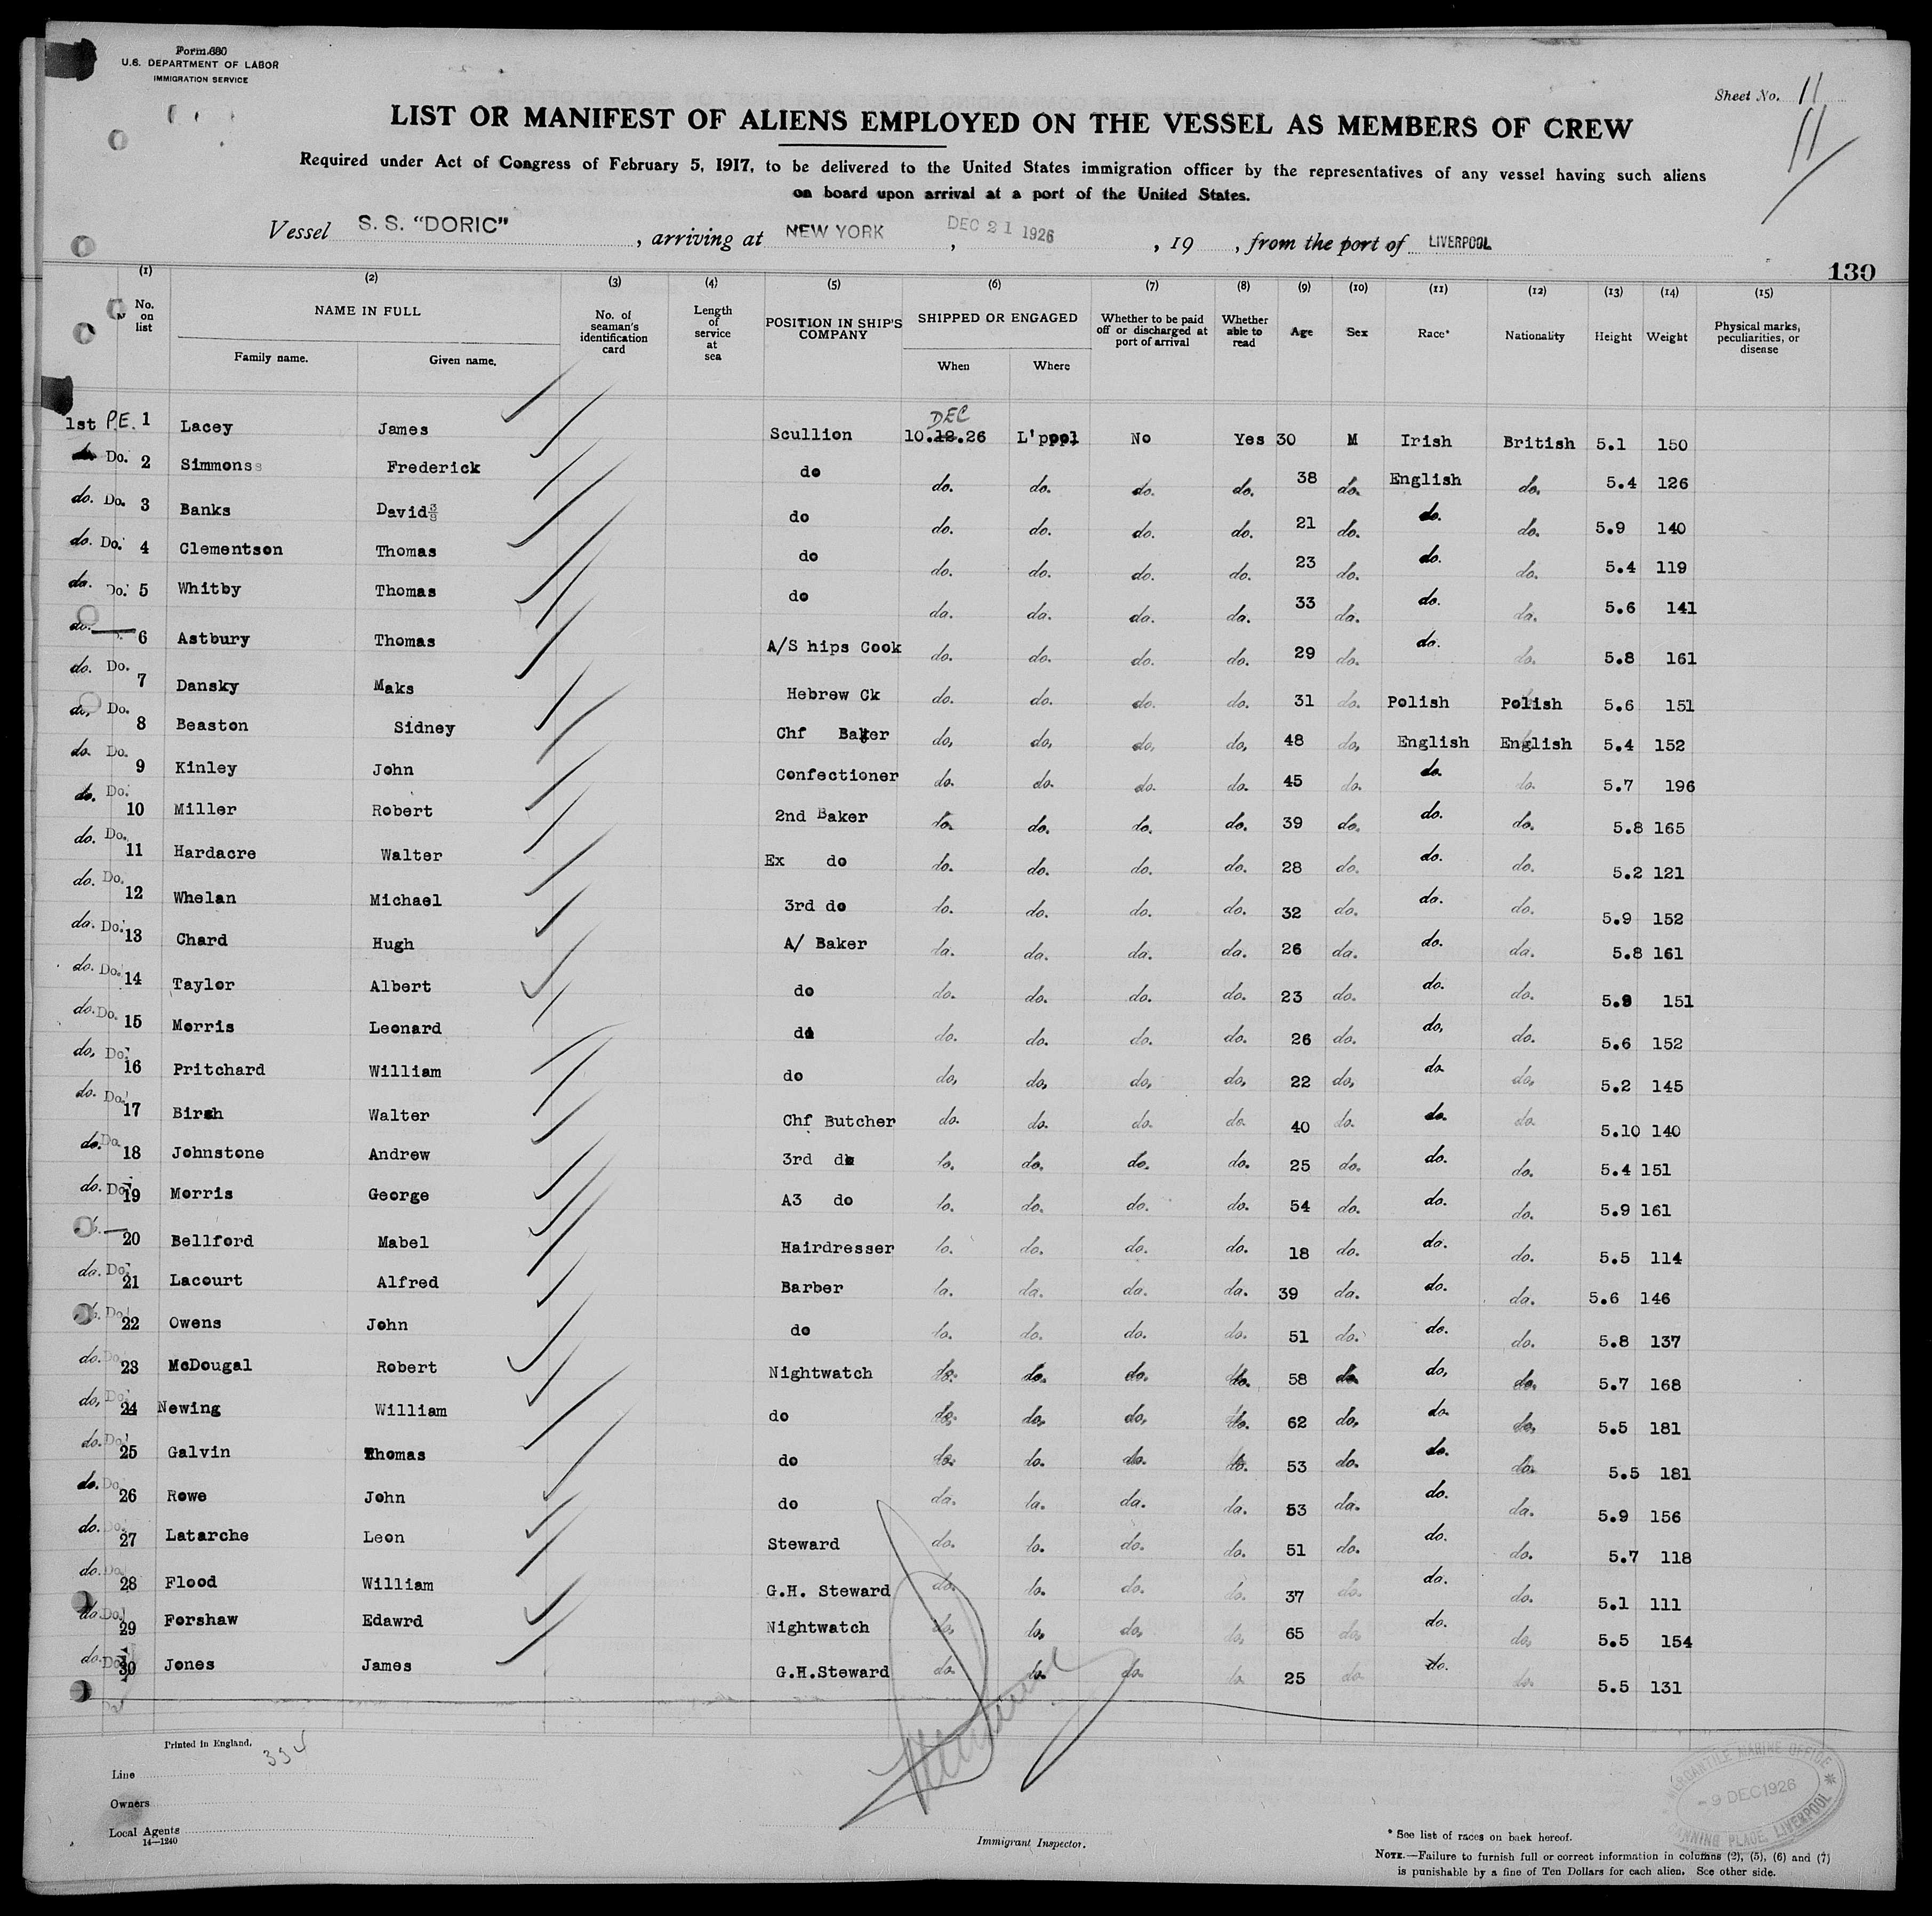 Form 680
U.S. DEPARTMENT OF LABOR
IMMIGRATION SERVICE
Sheet No. 11
11
LIST OR MANIFEST OF ALIENS EMPLOYED ON THE VESSEL AS MEMBERS OF CREW
Required under Act of Congress of February 5, 1917, to be delivered to the United States immigration officer by the representatives of any vessel having such aliens
on board upon arrival at a port of the United States.
Vessel S. S. "DORIC", arriving at NEW YORK, DEC 21 1926, 19 , from the port of LIVERPOOL
130
(1) (2) (3) (4) (5) (6) (7) (8) (9) (10) (11) (12) (13) (14) (15)
No. on list NAME IN FULL Family name. Given name. No. of seaman's identification card Length of service at sea POSITION IN SHIP'S COMPANY SHIPPED OR ENGAGED When Where Whether to be paid off or discharged at port of arrival Whether able to read Age Sex Race* Nationality Height Weight Physical marks, peculiarities, or disease
1st P.E. 1 Lacey James Scullion 10.12.26 DEC L'pool No Yes 30 M Irish British 5.1 150
do. Do. 2 Simmons Frederick do do. do. do. do. 38 do. English do. 5.4 126
do. Do. 3 Banks David do do. do. do. do. 21 do. do. do. 5.9 140
do. Do. 4 Clementson Thomas do do. do. do. do. 23 do. do. do. 5.4 119
do. Do. 5 Whitby Thomas do do. do. do. do. 33 do. do. do. 5.6 141
do. 6 Astbury Thomas A/S hips Cook do. do. do. do. 29 do. do. do. 5.8 161
do. Do. 7 Dansky Maks Hebrew Ck do. do. do. do. 31 do. Polish Polish 5.6 151
do. Do. 8 Beaston Sidney Chf Baker do. do. do. do. 48 do. English English 5.4 152
do. Do. 9 Kinley John Confectioner do. do. do. do. 45 do. do. do. 5.7 196
do. Do. 10 Miller Robert 2nd Baker do. do. do. do. 39 do. do. do. 5.8 165
do. Do. 11 Hardacre Walter Ex do do. do. do. do. 28 do. do. do. 5.2 121
do. Do. 12 Whelan Michael 3rd do do. do. do. do. 32 do. do. do. 5.9 152
do. Do. 13 Chard Hugh A/ Baker do. do. do. do. 26 do. do. do. 5.8 161
do. Do. 14 Taylor Albert do do. do. do. do. 23 do. do. do. 5.9 151
do. Do. 15 Morris Leonard do do. do. do. do. 26 do. do. do. 5.6 152
do. Do. 16 Pritchard William do do. do. do. do. 22 do. do. do. 5.2 145
do. Do. 17 Birch Walter Chf Butcher do. do. do. do. 40 do. do. do. 5.10 140
do. Do. 18 Johnstone Andrew 3rd do do. do. do. do. 25 do. do. do. 5.4 151
do. Do. 19 Morris George A3 do do. do. do. do. 54 do. do. do. 5.9 161
do. 20 Bellford Mabel Hairdresser do. do. do. do. 18 do. do. do. 5.5 114
do. Do. 21 Lacourt Alfred Barber do. do. do. do. 39 do. do. do. 5.6 146
do. Do. 22 Owens John do do. do. do. do. 51 do. do. do. 5.8 137
do. Do. 23 McDougal Robert Nightwatch do. do. do. do. 58 do. do. do. 5.7 168
do. Do. 24 Newing William do do. do. do. do. 62 do. do. do. 5.5 181
do. Do. 25 Galvin Thomas do do. do. do. do. 53 do. do. do. 5.5 181
do. Do. 26 Rowe John do do. do. do. do. 53 do. do. do. 5.9 156
do. Do. 27 Latarche Leon Steward do. do. do. do. 51 do. do. do. 5.7 118
do. Do. 28 Flood William G.H. Steward do. do. do. do. 37 do. do. do. 5.1 111
do. Do. 29 Forshaw Edawrd Nightwatch do. do. do. do. 65 do. do. do. 5.5 154
do. Do. 30 Jones James G.H.Steward do. do. do. do. 25 do. do. do. 5.5 131
Printed in England.
Line
Owners
Local Agents
14—1240
Immigrant Inspector.
MERCANTILE MARINE OFFICE
- 9 DEC 1926
CANNING PLACE, LIVERPOOL
* See list of races on back hereof.
NOTE.—Failure to furnish full or correct information in columns (2), (5), (6) and (7)
is punishable by a fine of Ten Dollars for each alien. See other side.